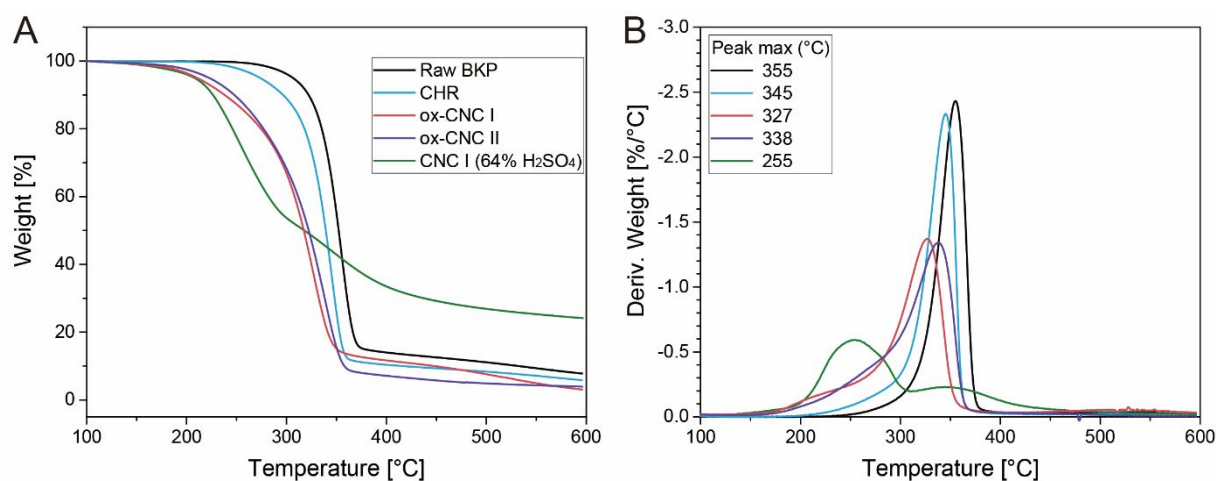 A
Weight [%]
100
80
60
40
20
0
Raw BKP
CHR
ox-CNC I
ox-CNC II
CNC I (64% H₂SO₄)
100
200
300
400
500
600
Temperature [°C]
B
Deriv. Weight [%/°C]
-3.0
-2.5
-2.0
-1.5
-1.0
-0.5
0.0
Peak max (°C)
355
345
327
338
255
100
200
300
400
500
600
Temperature [°C]